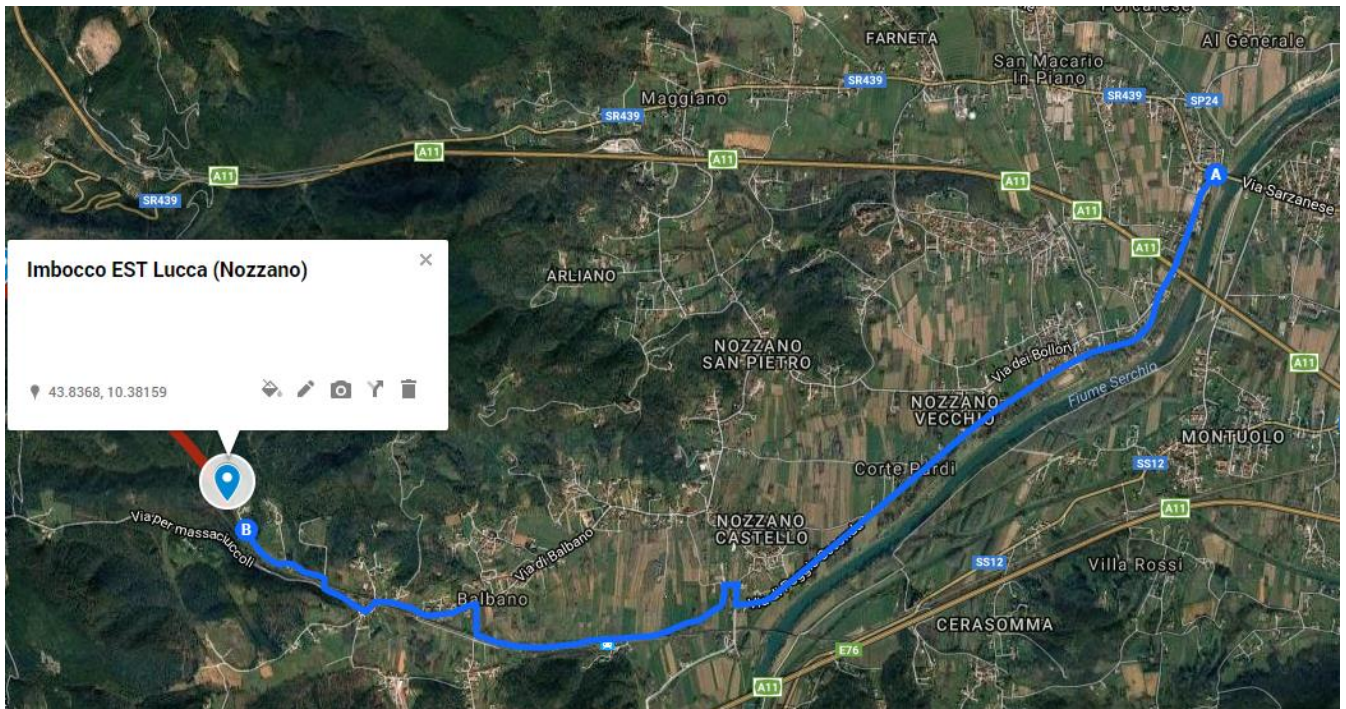 FARNETA
San Macario
In Piano
Al Generale
SR439
SR439
SP24
Maggiano
SR439
A11
A11
A11
A11
A11
A11
SR439
A
Via Sarzanese
Imbocco EST Lucca (Nozzano)
×
43.8368, 10.38159
ARLIANO
NOZZANO
SAN PIETRO
Via dei Bollori
Fiume Serchio
A11
NOZZANO
VECCHIO
MONTUOLO
Corte Pardi
SS12
A11
Via per massaciuccoli
B
NOZZANO
CASTELLO
Via di Balbano
SS12
Villa Rossi
Balbano
CERASOMMA
E76
A11